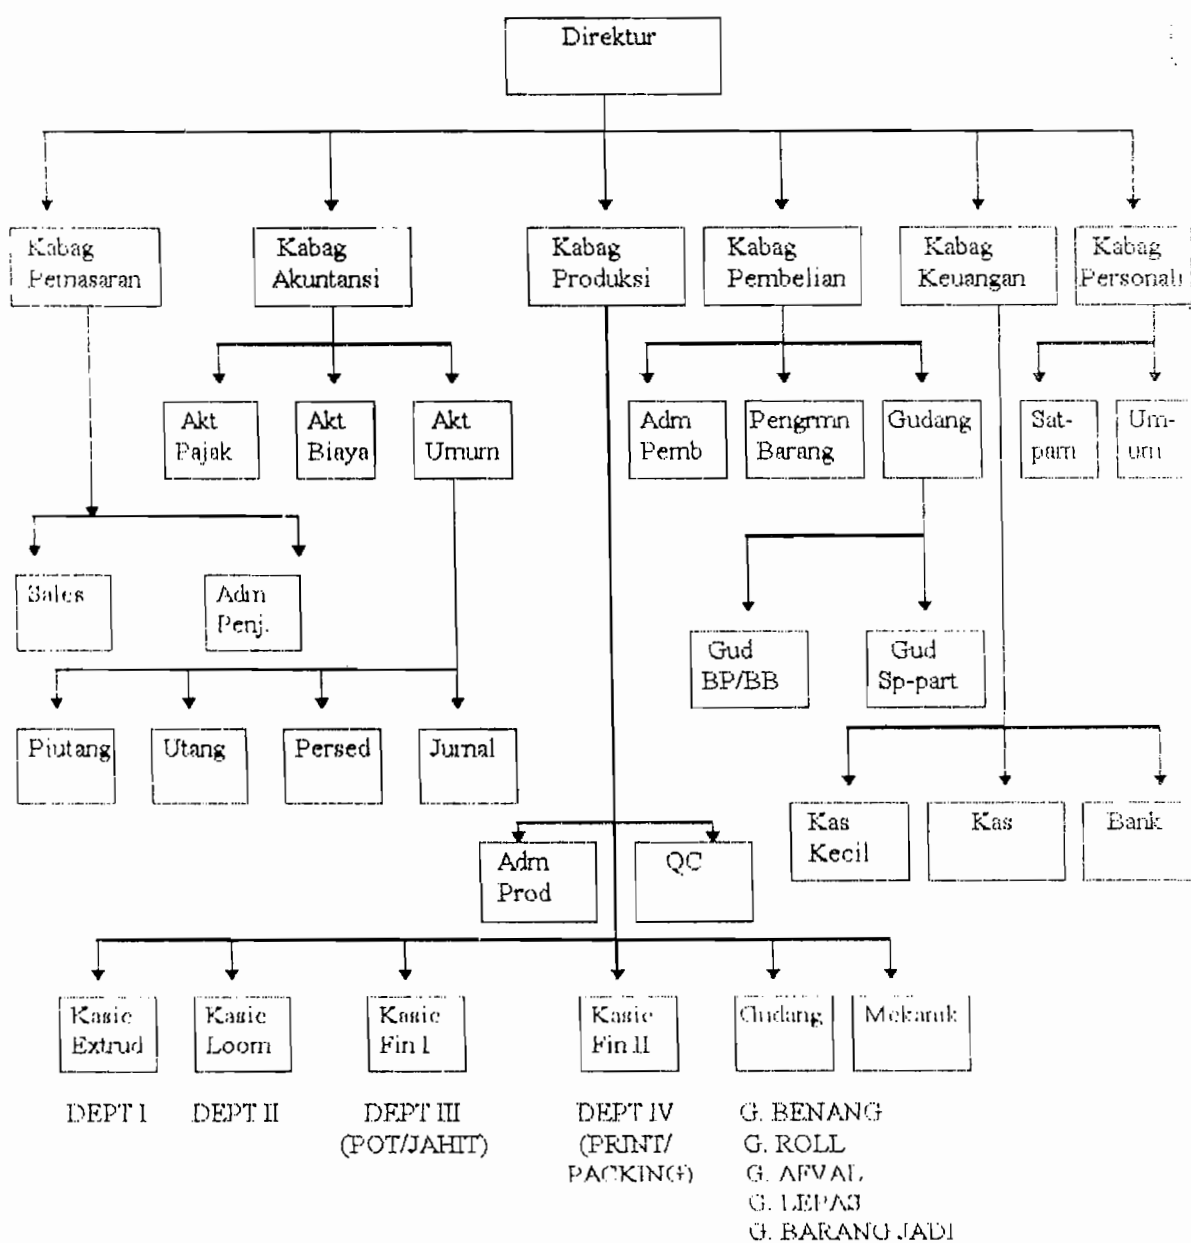 Direktur
Kabag
Pemasaran
Kabag
Akuntansi
Kabag
Produksi
Kabag
Pembelian
Kabag
Keuangan
Kabag
Personali
Akt
Pajak
Akt
Biaya
Akt
Umum
Adm
Pemb
Pengrmn
Barang
Gudang
Sat-
pam
Um-
um
Sales
Adm
Penj.
Gud
BP/BB
Gud
Sp-part
Piutang
Utang
Persed
Jurnal
Kas
Kecil
Kas
Bank
Adm
Prod
QC
Kasie
Extrud
Kasie
Loom
Kasie
Fin I
Kasie
Fin II
Gudang
Mekanik
DEPT I
DEPT II
DEPT III
(POT/JAHIT)
DEPT IV
(PRINT/
PACKING)
G. BENANG
G. ROLL
G. AFVAL
G. LEPAS
G. BARANG JADI